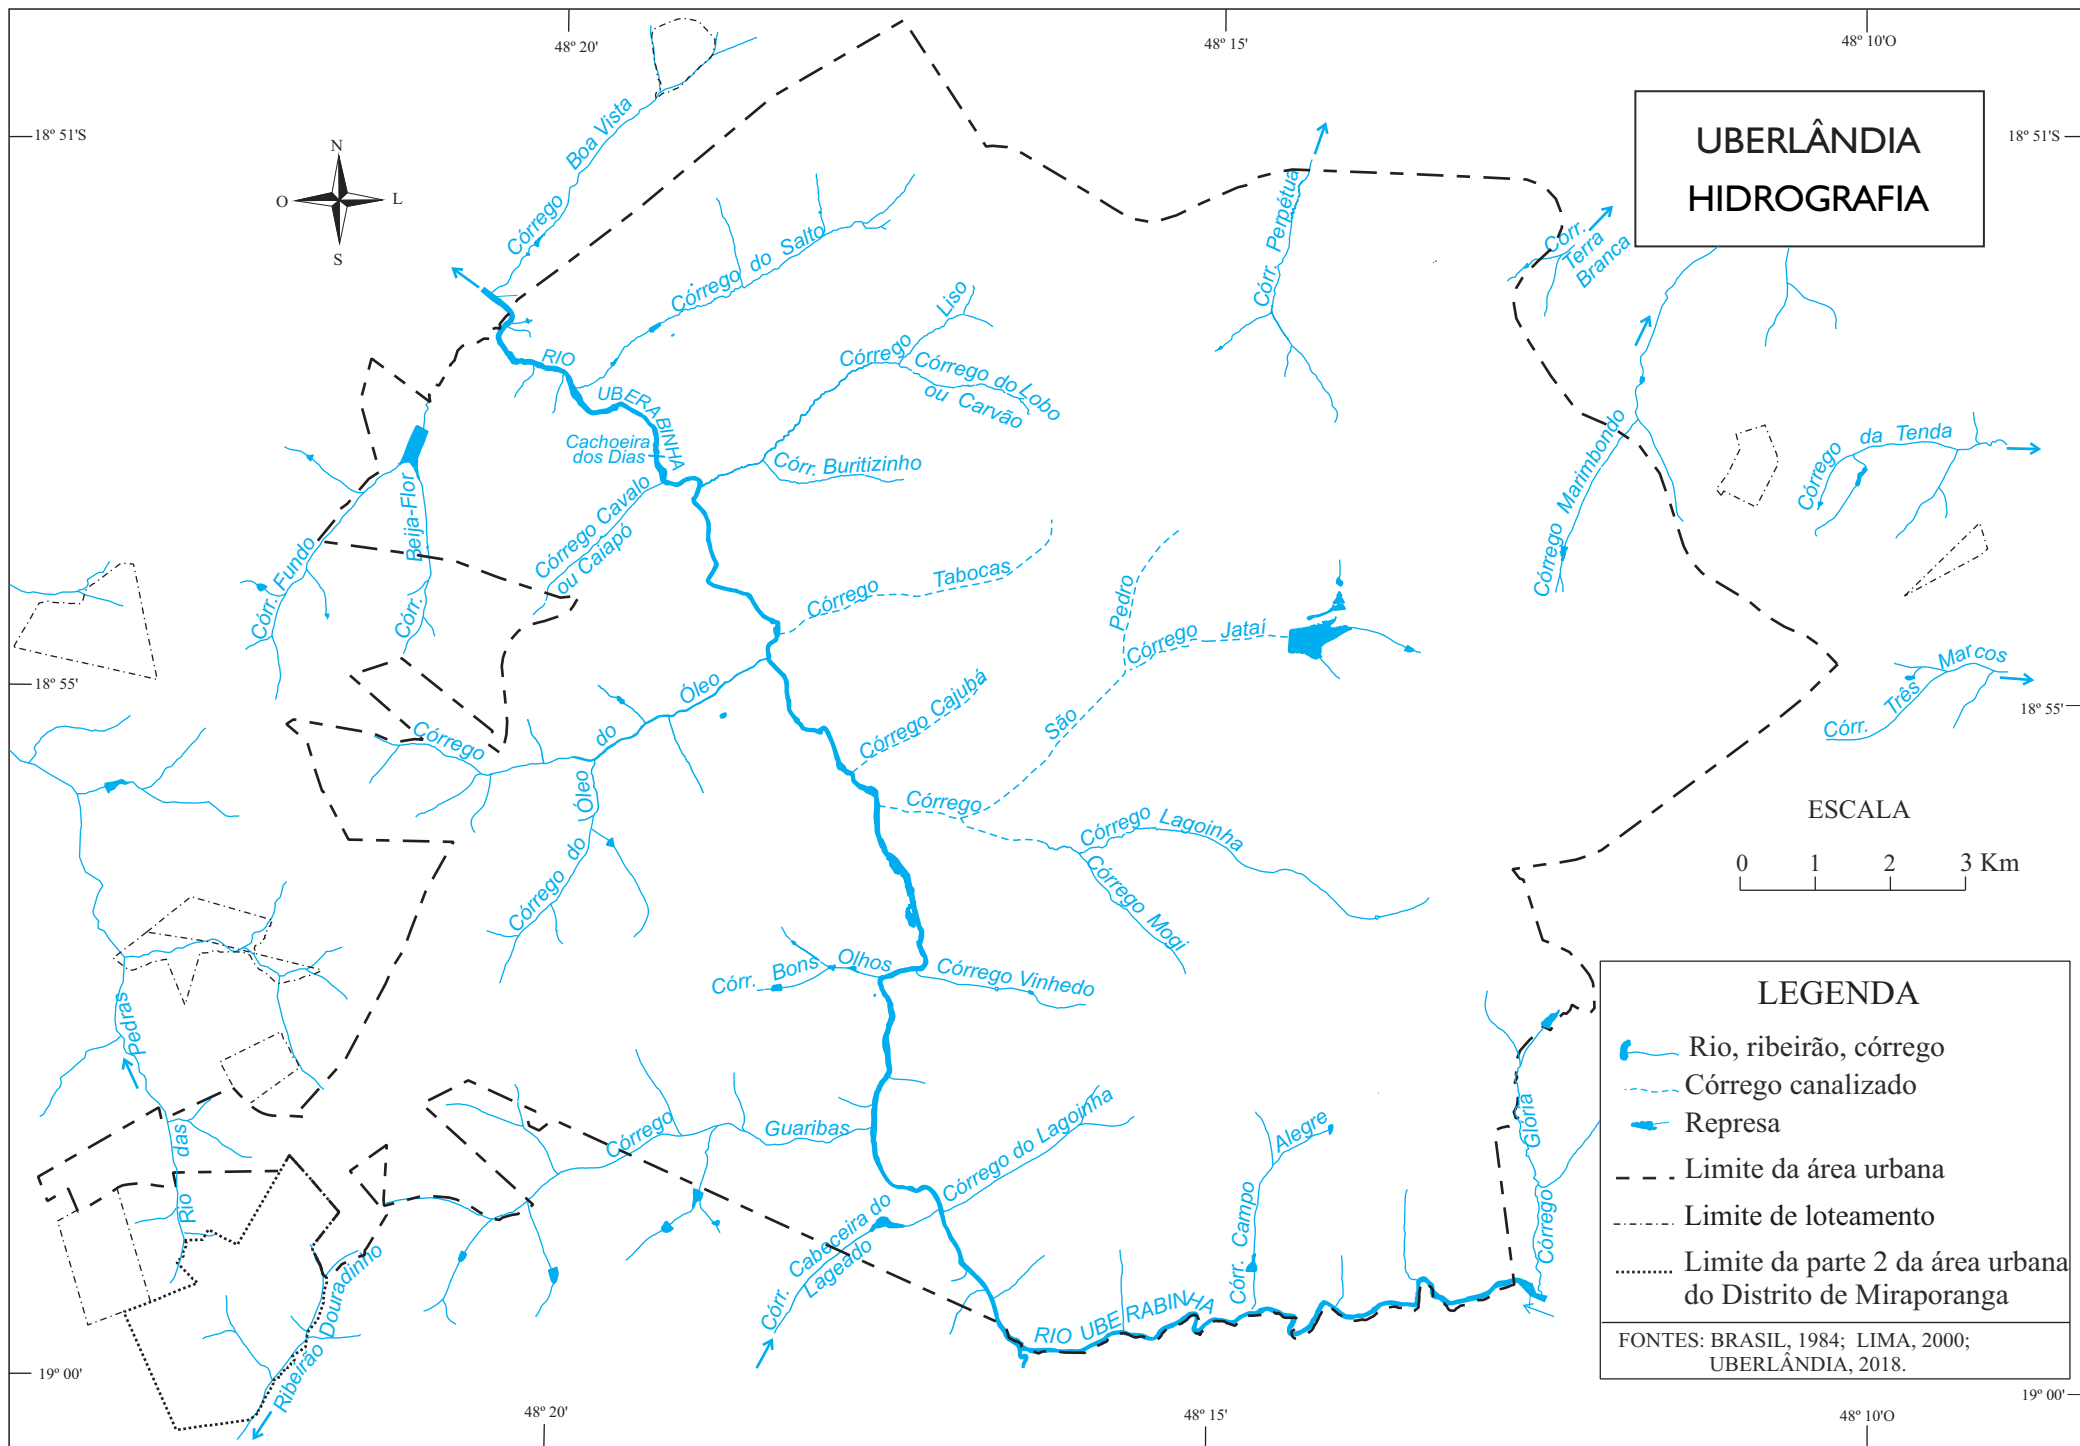 48º 20'
48º 15'
48º 10'O
18º 51'S
18º 51'S
UBERLÂNDIA
HIDROGRAFIA
N
O
L
S
Córrego Boa Vista
Córrego do Salto
Córr. Perpétua
Córr.
Terra
Branca
Córrego Liso
Córrego do Lobo
ou Carvão
RIO UBERABINHA
Cachoeira
dos Dias
Córr. Buritizinho
Córrego Marimbondo
Córrego da Tenda
Córrego Cavalo
ou Caiapó
Córr. Beija-Flor
Córr. Fundo
Córrego Tabocas
Córrego São Pedro
Córrego Jataí
Córr. Três Marcos
18º 55'
18º 55'
Córrego do Óleo
Córrego do Óleo
Córrego Cajubá
Córrego Lagoinha
Córrego Mogi
Córr. Bons Olhos
Córrego Vinhedo
ESCALA
0 1 2 3 Km
Rio das Pedras
Córrego Guaribas
Córrego do Lagoinha
Córr. Cabeceira do
Lageado
Córr. Campo Alegre
Córrego Glória
RIO UBERABINHA
Ribeirão Douradinho
LEGENDA
Rio, ribeirão, córrego
Córrego canalizado
Represa
Limite da área urbana
Limite de loteamento
Limite da parte 2 da área urbana
do Distrito de Miraporanga
FONTES: BRASIL, 1984; LIMA, 2000;
UBERLÂNDIA, 2018.
19º 00'
19º 00'
48º 20'
48º 15'
48º 10'O